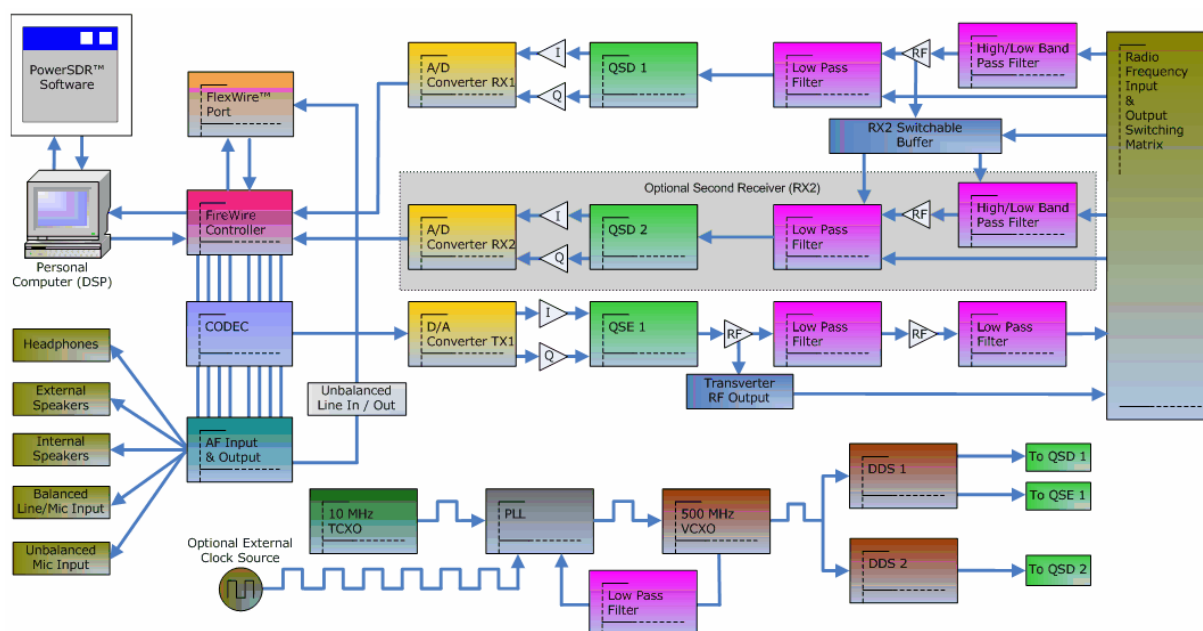 PowerSDR™
Software
Personal
Computer (DSP)
FlexWire™
Port
FireWire
Controller
CODEC
AF Input
& Output
Unbalanced
Line In / Out
Headphones
External
Speakers
Internal
Speakers
Balanced
Line/Mic Input
Unbalanced
Mic Input
A/D
Converter RX1
I
Q
QSD 1
Low Pass
Filter
RF
High/Low Band
Pass Filter
Radio
Frequency
Input
&
Output
Switching
Matrix
RX2 Switchable
Buffer
Optional Second Receiver (RX2)
A/D
Converter RX2
I
Q
QSD 2
Low Pass
Filter
RF
High/Low Band
Pass Filter
D/A
Converter TX1
I
Q
QSE 1
RF
Low Pass
Filter
RF
Low Pass
Filter
Transverter
RF Output
10 MHz
TCXO
PLL
500 MHz
VCXO
DDS 1
To QSD 1
To QSE 1
DDS 2
To QSD 2
Optional External
Clock Source
Low Pass
Filter